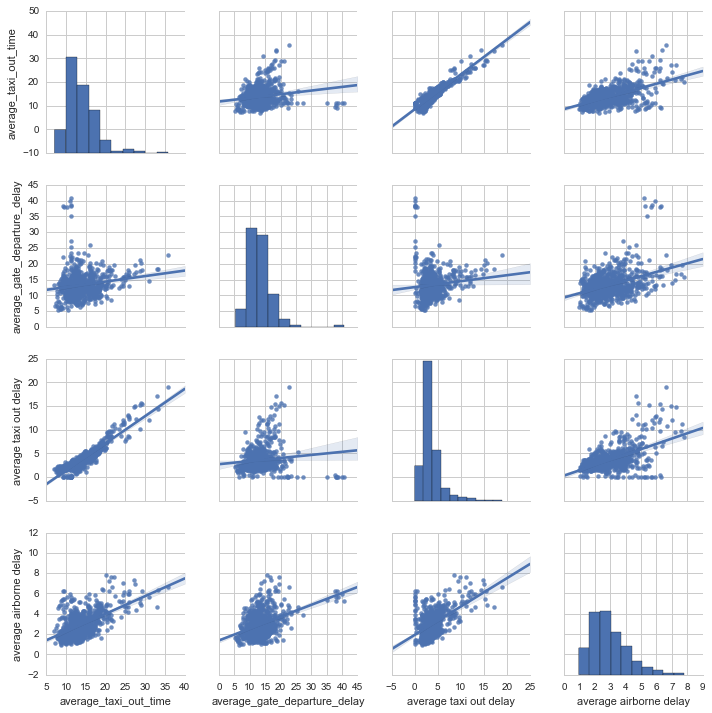 50
40
30
20
10
0
−10
average_taxi_out_time
45
40
35
30
25
20
15
10
5
0
average_gate_departure_delay
25
20
15
10
5
0
−5
average taxi out delay
12
10
8
6
4
2
0
−2
average airborne delay
5 10 15 20 25 30 35 40
average_taxi_out_time
0 5 10 15 20 25 30 35 40 45
average_gate_departure_delay
−5 0 5 10 15 20 25
average taxi out delay
0 1 2 3 4 5 6 7 8 9
average airborne delay